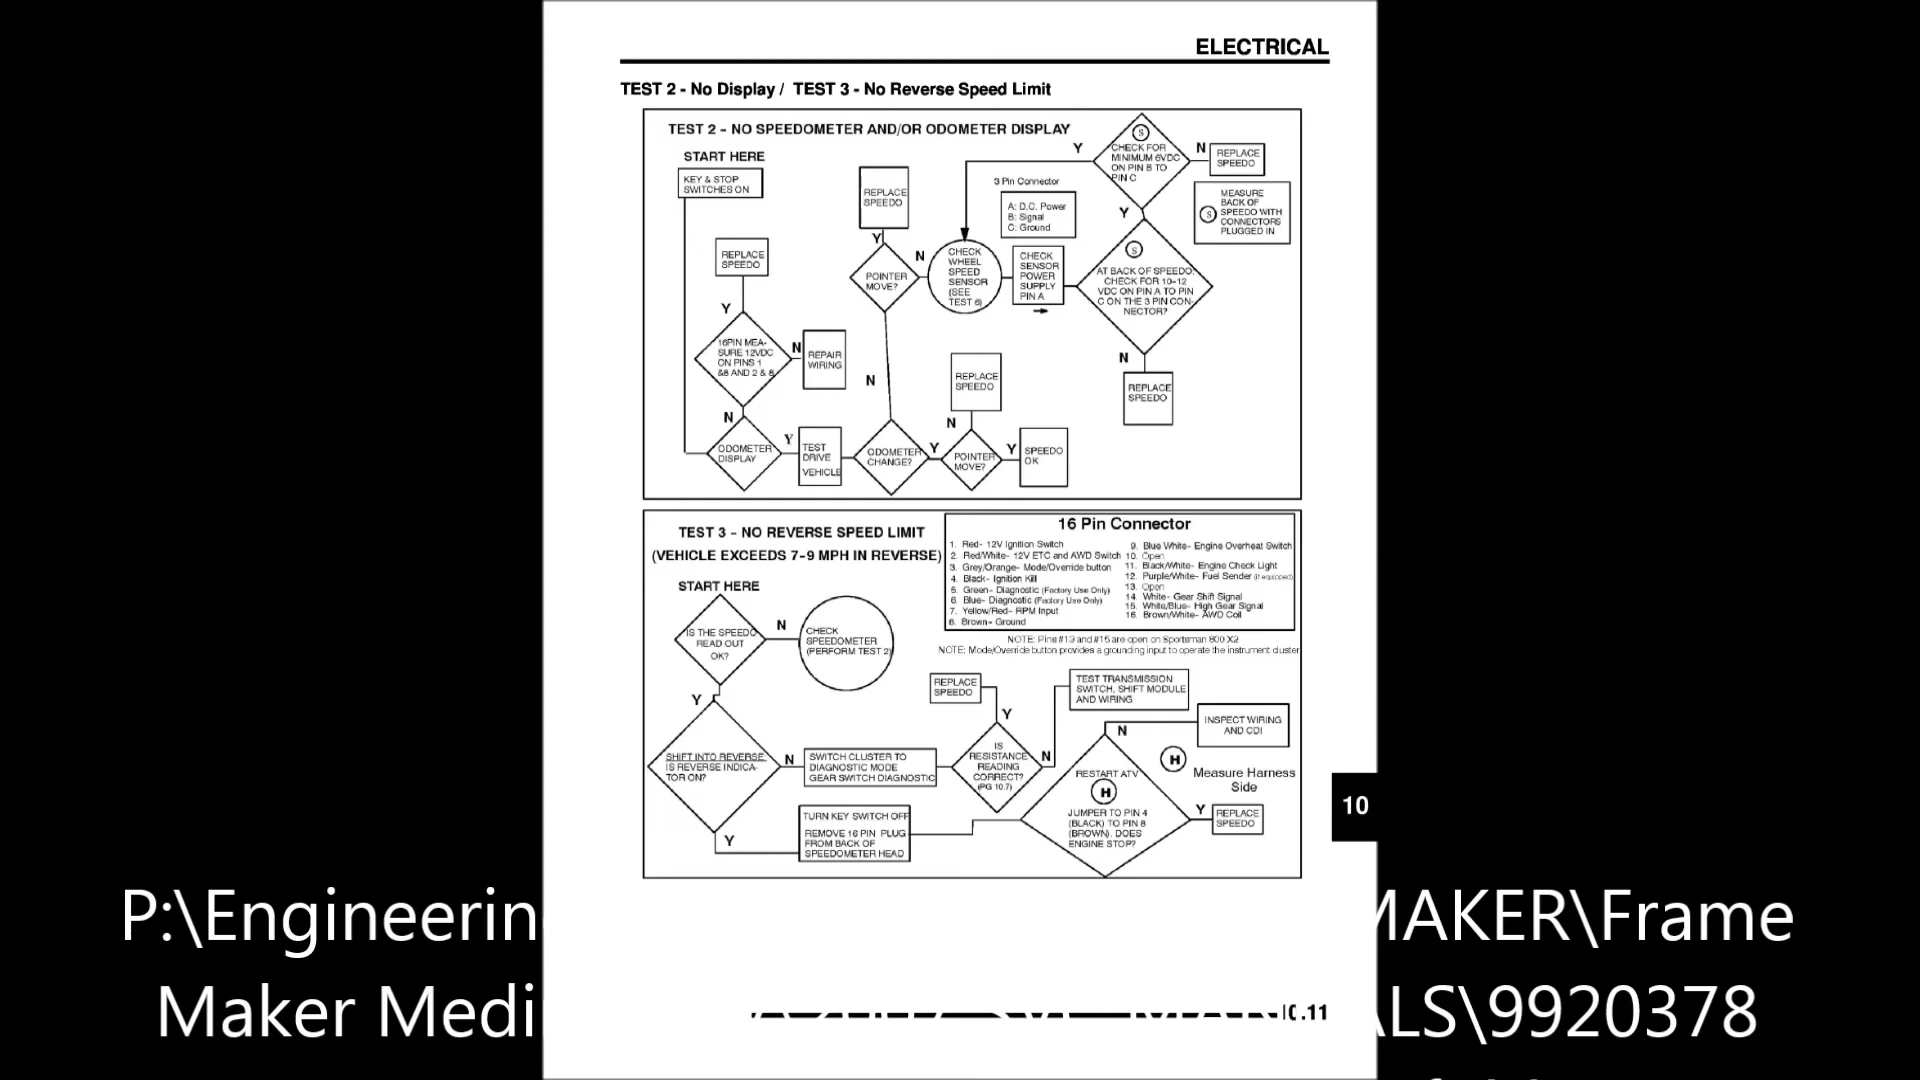 ELECTRICAL
TEST 2 - No Display / TEST 3 - No Reverse Speed Limit
TEST 2 - NO SPEEDOMETER AND/OR ODOMETER DISPLAY
START HERE
KEY & STOP
SWITCHES ON
REPLACE
SPEEDO
Y
16PIN MEA-
SURE 12VDC
ON PINS 1
&8 AND 2 & 8
N
REPAIR
WIRING
N
ODOMETER
DISPLAY
Y
TEST
DRIVE
VEHICLE
REPLACE
SPEEDO
Y
POINTER
MOVE?
N
N
ODOMETER
CHANGE?
Y
REPLACE
SPEEDO
N
POINTER
MOVE?
Y
SPEEDO
OK
3 Pin Connector
A: D.C. Power
B: Signal
C: Ground
CHECK
WHEEL
SPEED
SENSOR
(SEE
TEST 6)
CHECK
SENSOR
POWER
SUPPLY
PIN A
Y
S
CHECK FOR
MINIMUM 6VDC
ON PIN B TO
PIN C
N
REPLACE
SPEEDO
S
MEASURE
BACK OF
SPEEDO WITH
CONNECTORS
PLUGGED IN
Y
S
AT BACK OF SPEEDO,
CHECK FOR 10-12
VDC ON PIN A TO PIN
C ON THE 3 PIN CON-
NECTOR?
N
REPLACE
SPEEDO
TEST 3 - NO REVERSE SPEED LIMIT
(VEHICLE EXCEEDS 7-9 MPH IN REVERSE)
16 Pin Connector
1. Red- 12V Ignition Switch
2. Red/White- 12V ETC and AWD Switch
3. Grey/Orange- Mode/Override button
4. Black- Ignition Kill
5. Green- Diagnostic (Factory Use Only)
6. Blue- Diagnostic (Factory Use Only)
7. Yellow/Red- RPM Input
8. Brown- Ground
9. Blue White- Engine Overheat Switch
10. Open
11. Black/White- Engine Check Light
12. Purple/White- Fuel Sender (if equipped)
13. Open
14. White- Gear Shift Signal
15. White/Blue- High Gear Signal
16. Brown/White- AWD Coil
NOTE: Pins #13 and #15 are open on Sportsman 800 X2
NOTE: Mode/Override button provides a grounding input to operate the instrument cluster
START HERE
IS THE SPEEDO
READ OUT
OK?
N
CHECK
SPEEDOMETER
(PERFORM TEST 2)
Y
SHIFT INTO REVERSE.
IS REVERSE INDICA-
TOR ON?
N
SWITCH CLUSTER TO
DIAGNOSTIC MODE
GEAR SWITCH DIAGNOSTIC
REPLACE
SPEEDO
Y
IS
RESISTANCE
READING
CORRECT?
(PG 10.7)
N
TEST TRANSMISSION
SWITCH, SHIFT MODULE
AND WIRING
Y
TURN KEY SWITCH OFF
REMOVE 16 PIN PLUG
FROM BACK OF
SPEEDOMETER HEAD
RESTART ATV
H
JUMPER TO PIN 4
(BLACK) TO PIN 8
(BROWN). DOES
ENGINE STOP?
N
INSPECT WIRING
AND CDI
H
Measure Harness
Side
Y
REPLACE
SPEEDO
10
P:\Engineerin MAKER\Frame
Maker Medi ALS\9920378
10.11